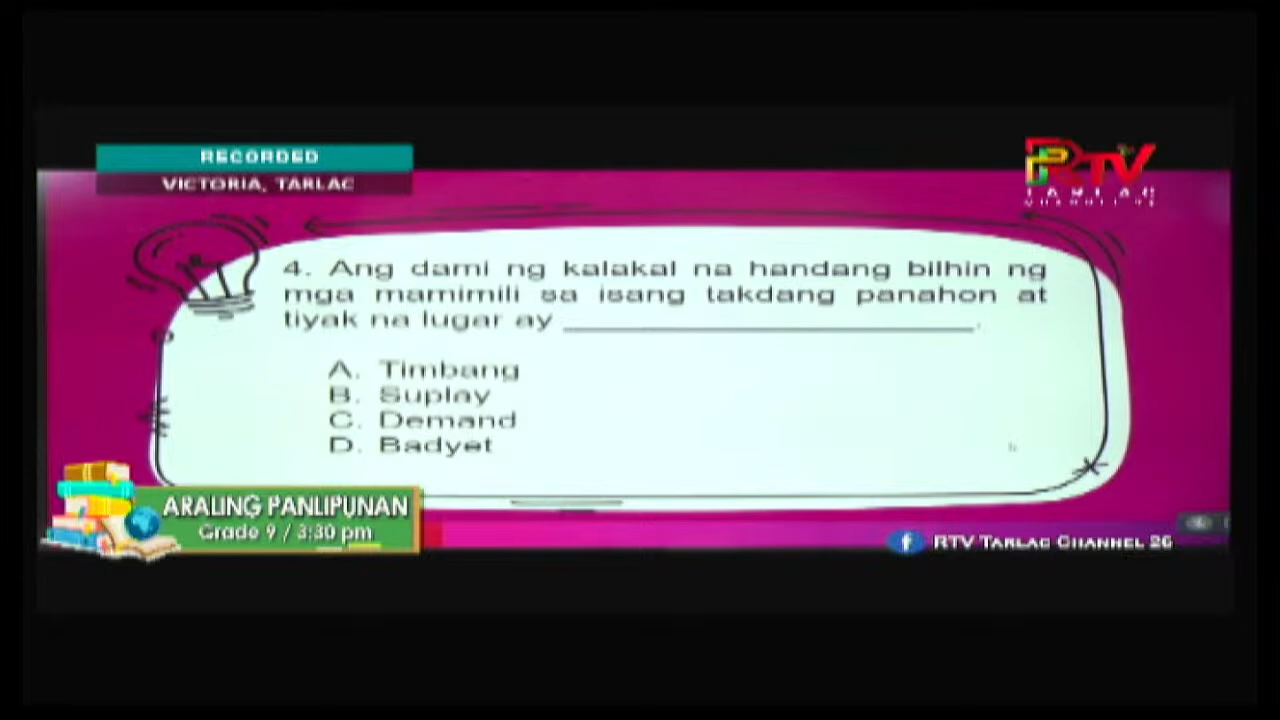 RECORDED
VICTORIA, TARLAC
RTV
TARLAC
4. Ang dami ng kalakal na handang bilhin ng
mga mamimili sa isang takdang panahon at
tiyak na lugar ay ____________________.
A. Timbang
B. Suplay
C. Demand
D. Badyet
ARALING PANLIPUNAN
Grade 9 / 3:30 pm
RTV TARLAC CHANNEL 26